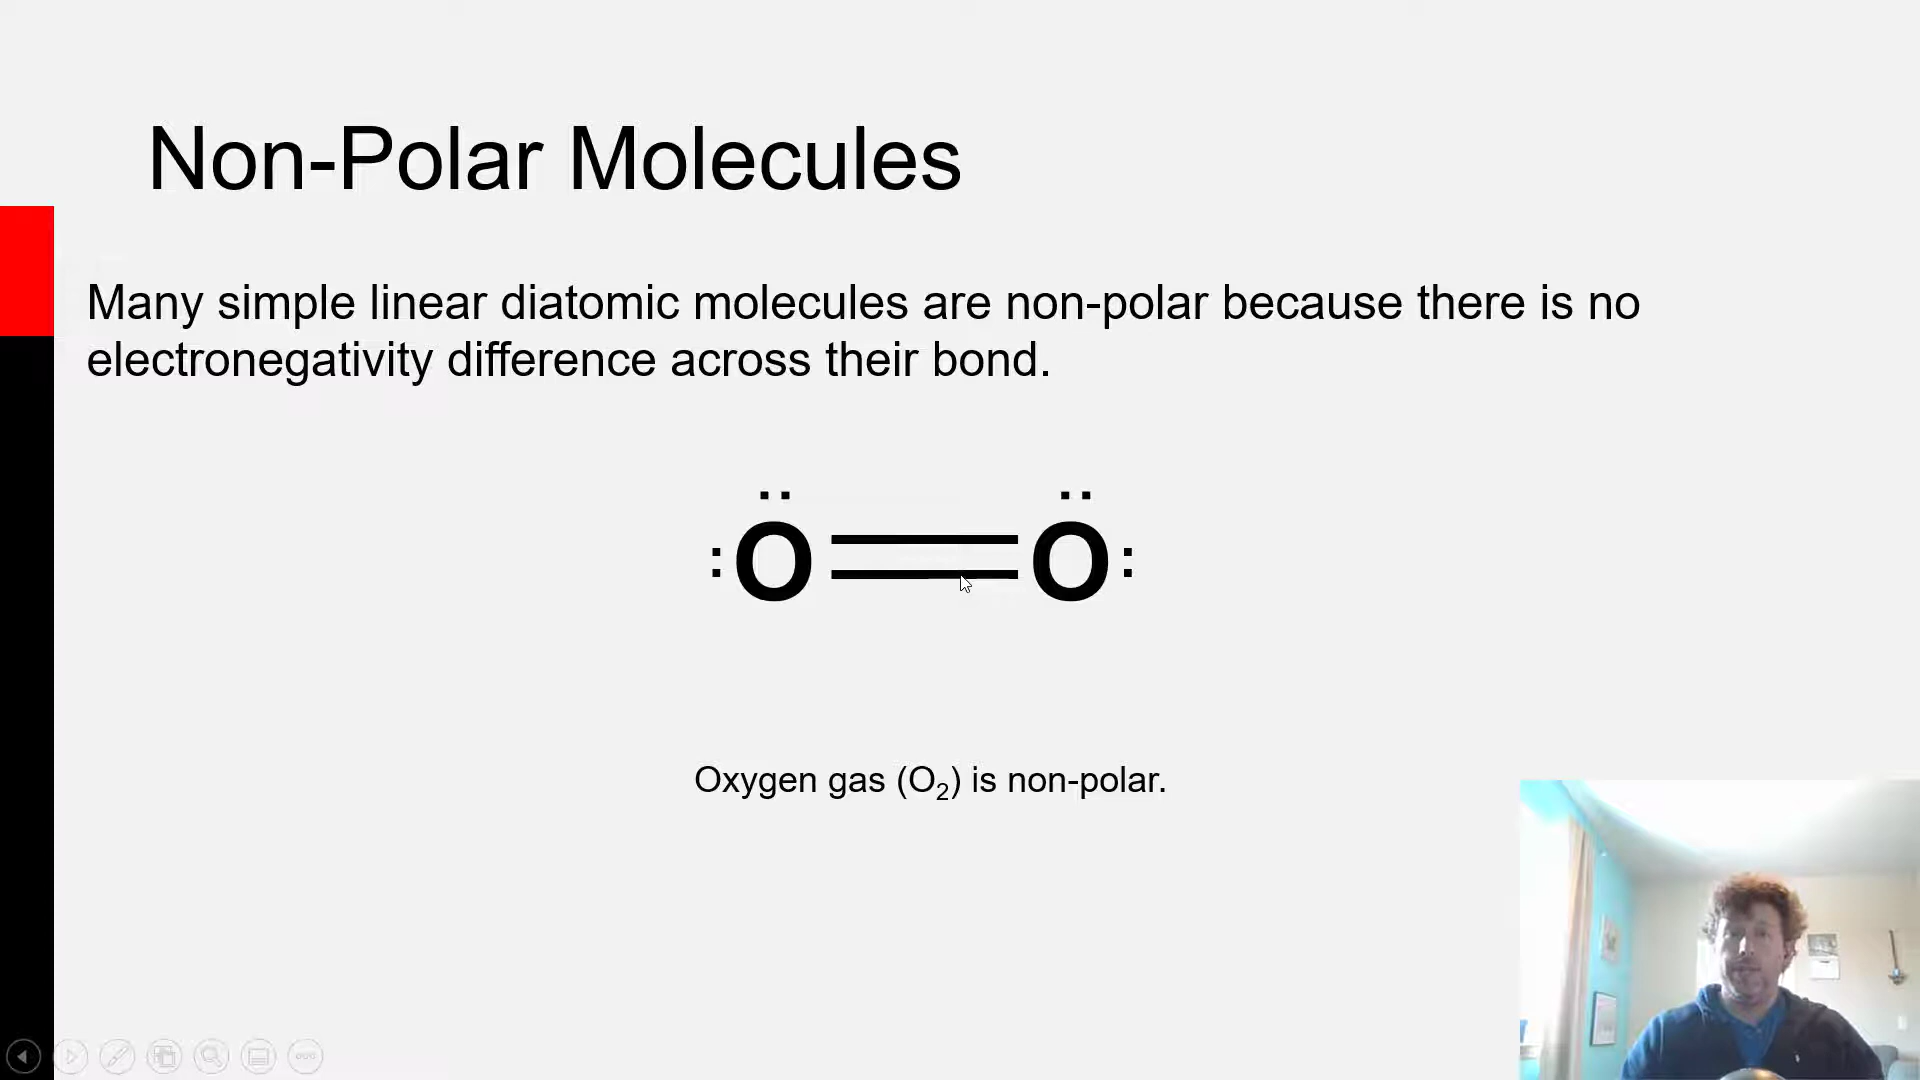 Non-Polar Molecules
Many simple linear diatomic molecules are non-polar because there is no
electronegativity difference across their bond.
:Ö=Ö:
Oxygen gas (O₂) is non-polar.